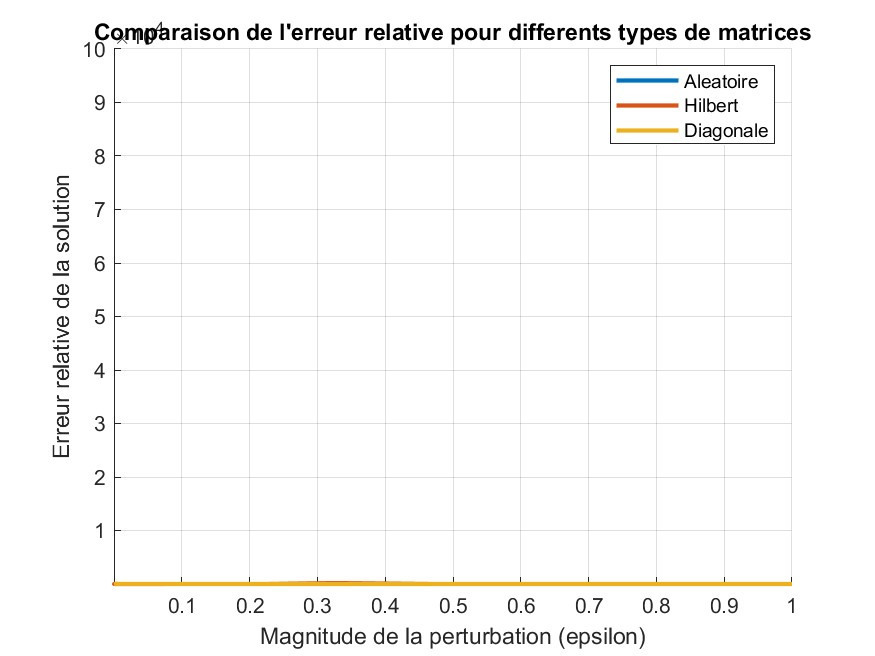 Comparaison de l'erreur relative pour differents types de matrices
×10⁴
10
9
8
7
6
5
4
3
2
1
Erreur relative de la solution
Aleatoire
Hilbert
Diagonale
0.1 0.2 0.3 0.4 0.5 0.6 0.7 0.8 0.9 1
Magnitude de la perturbation (epsilon)